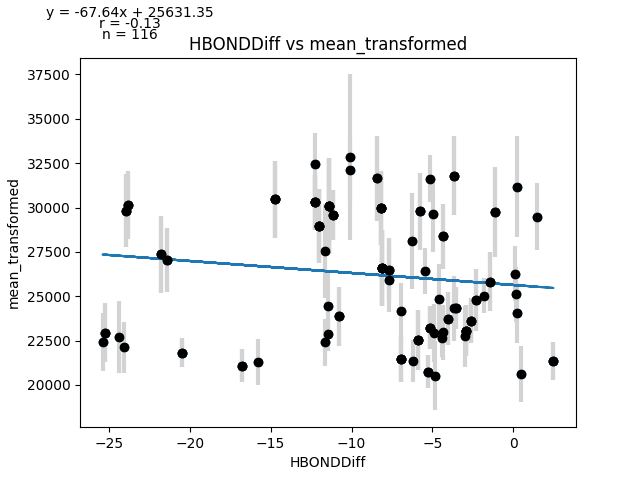 y = -67.64x + 25631.35
r = -0.13
n = 116
HBONDDiff vs mean_transformed
37500
35000
32500
30000
27500
25000
22500
20000
mean_transformed
−25
−20
−15
−10
−5
0
HBONDDiff